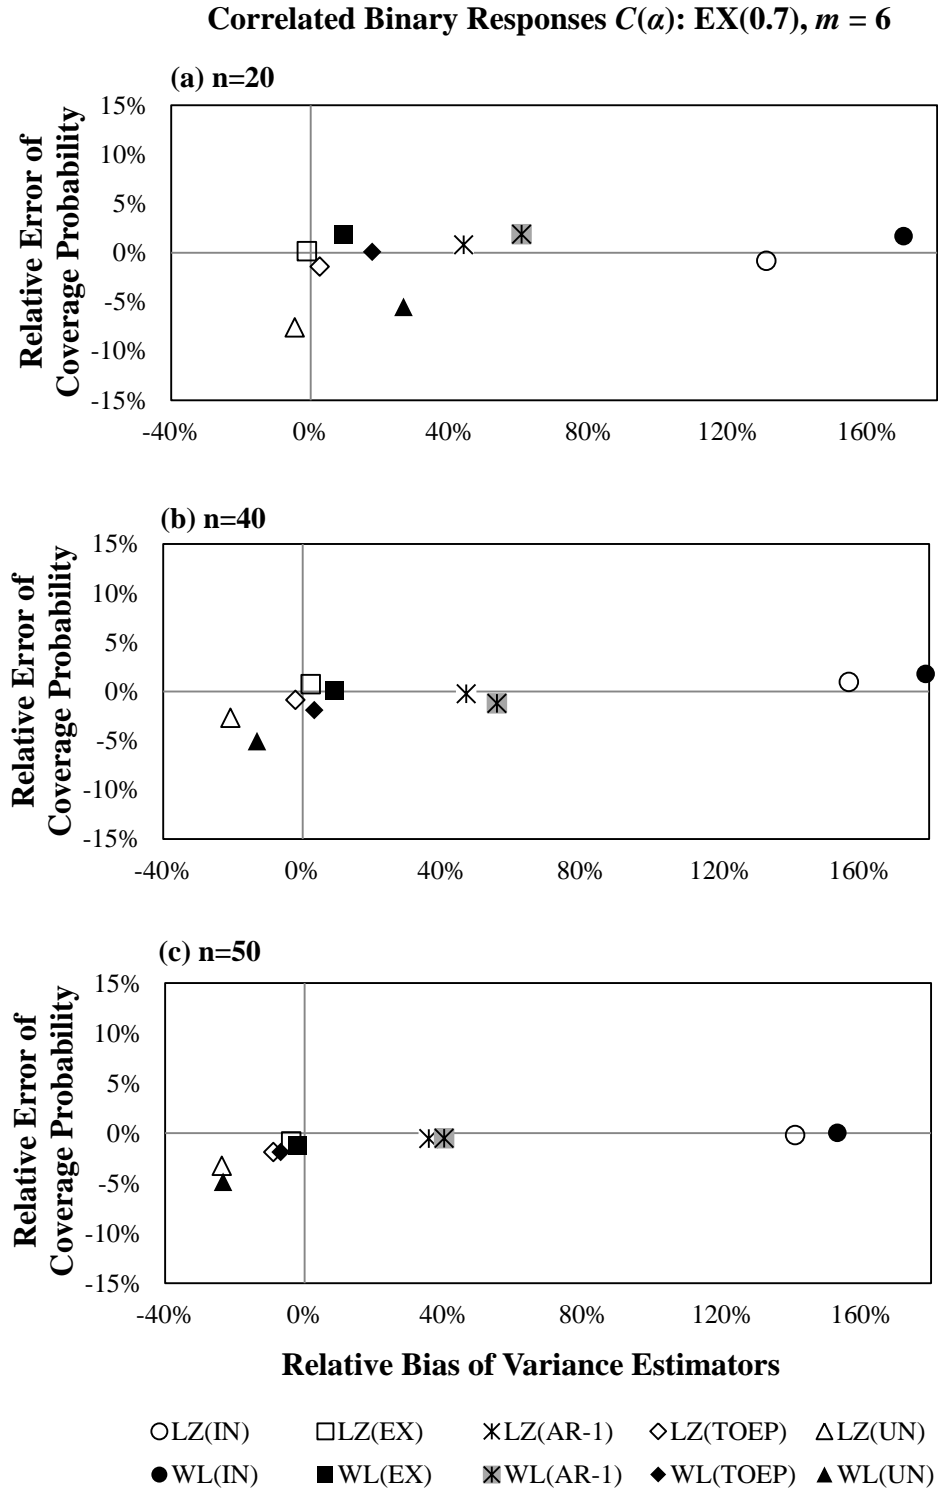 Correlated Binary Responses C(α): EX(0.7), m = 6
(a) n=20
Relative Error of
Coverage Probability
15%
10%
5%
0%
-5%
-10%
-15%
-40% 0% 40% 80% 120% 160%
(b) n=40
Relative Error of
Coverage Probability
15%
10%
5%
0%
-5%
-10%
-15%
-40% 0% 40% 80% 120% 160%
(c) n=50
Relative Error of
Coverage Probability
15%
10%
5%
0%
-5%
-10%
-15%
-40% 0% 40% 80% 120% 160%
Relative Bias of Variance Estimators
LZ(IN) LZ(EX) LZ(AR-1) LZ(TOEP) LZ(UN)
WL(IN) WL(EX) WL(AR-1) WL(TOEP) WL(UN)